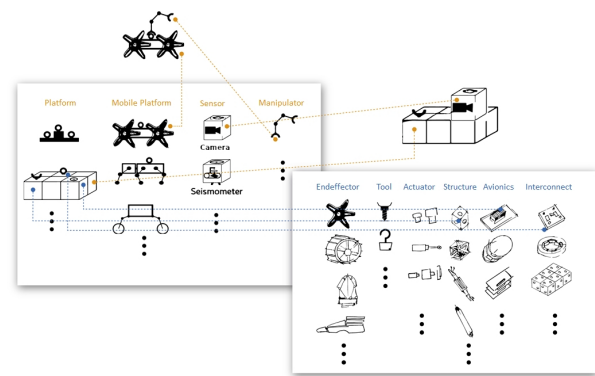 Platform Mobile Platform Sensor Manipulator
Camera
Seismometer
Endeffector Tool Actuator Structure Avionics Interconnect